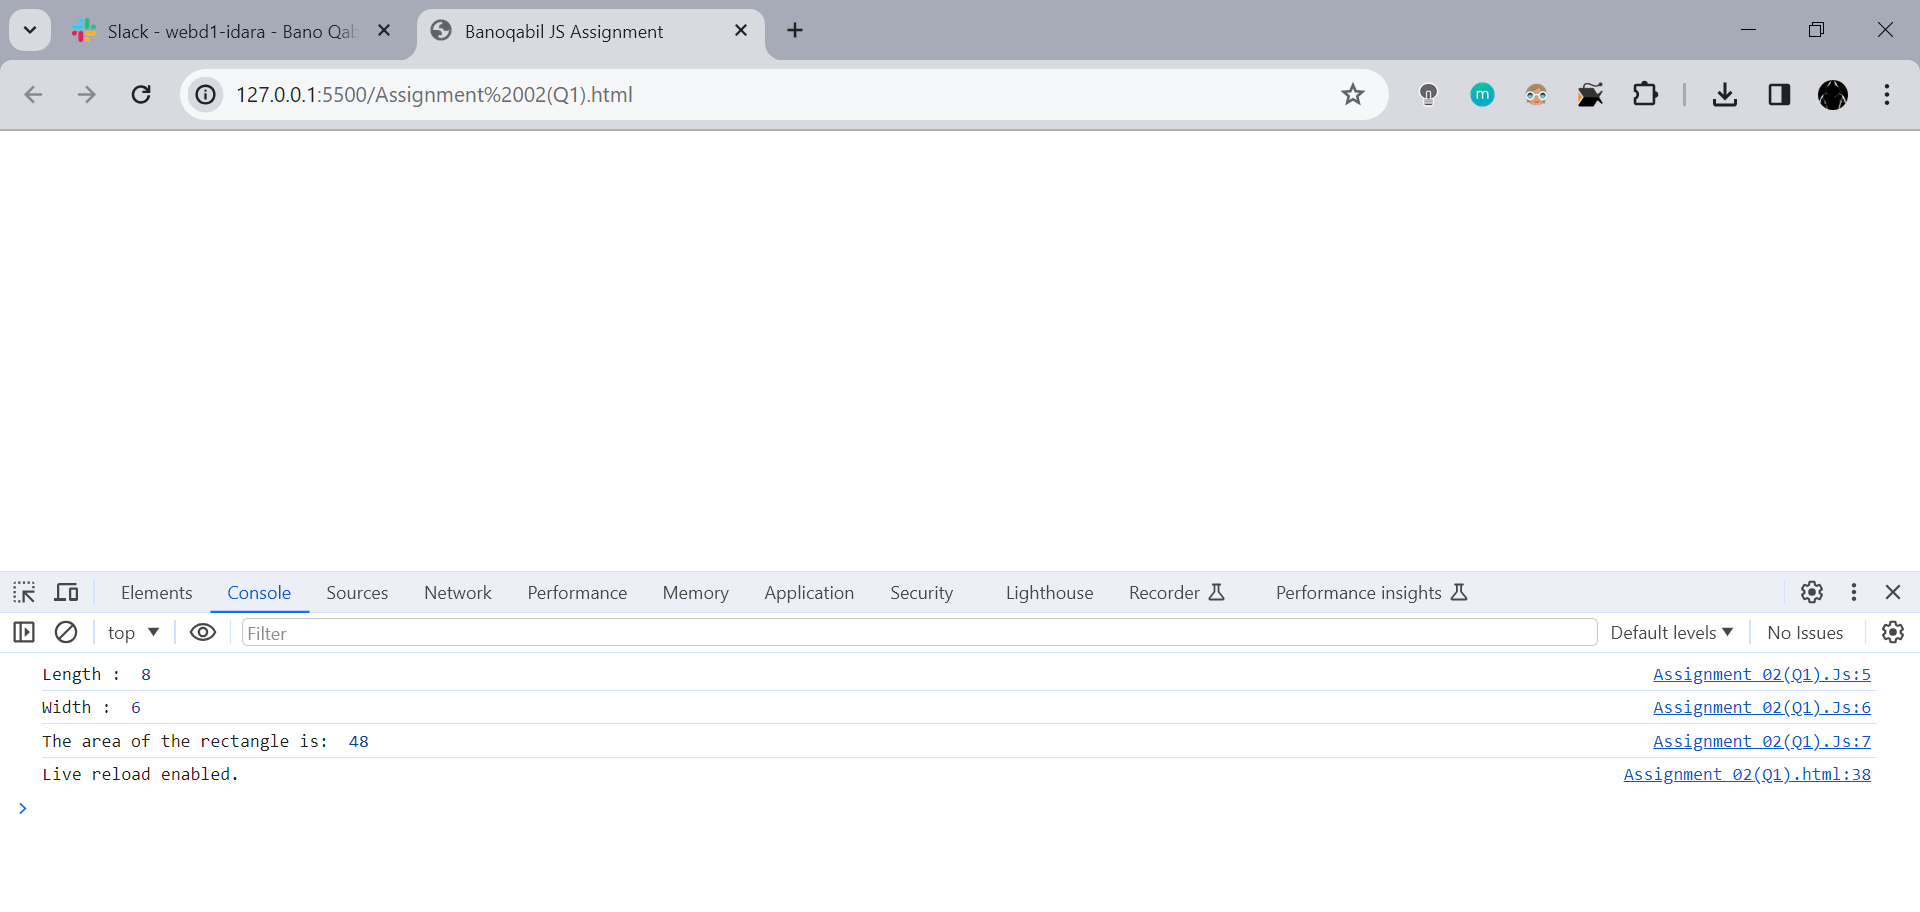 Slack - webd1-idara - Bano Qab
Banoqabil JS Assignment
127.0.0.1:5500/Assignment%2002(Q1).html
m
Elements Console Sources Network Performance Memory Application Security Lighthouse Recorder Performance insights
top Filter Default levels No Issues
Length :  8 Assignment 02(Q1).Js:5
Width :  6 Assignment 02(Q1).Js:6
The area of the rectangle is:  48 Assignment 02(Q1).Js:7
Live reload enabled. Assignment 02(Q1).html:38